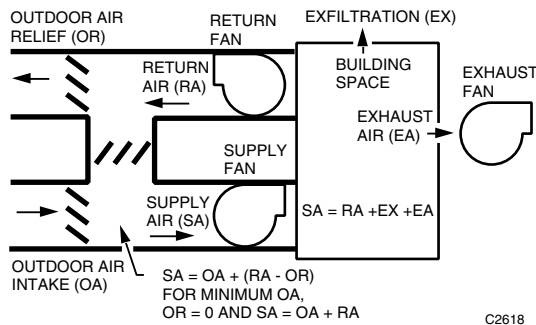 OUTDOOR AIR
RELIEF (OR)
RETURN
FAN
EXFILTRATION (EX)
RETURN
AIR (RA)
BUILDING
SPACE
EXHAUST
FAN
EXHAUST
AIR (EA)
SUPPLY
FAN
SUPPLY
AIR (SA)
SA = RA +EX +EA
OUTDOOR AIR
INTAKE (OA)
SA = OA + (RA - OR)
FOR MINIMUM OA,
OR = 0 AND SA = OA + RA
C2618